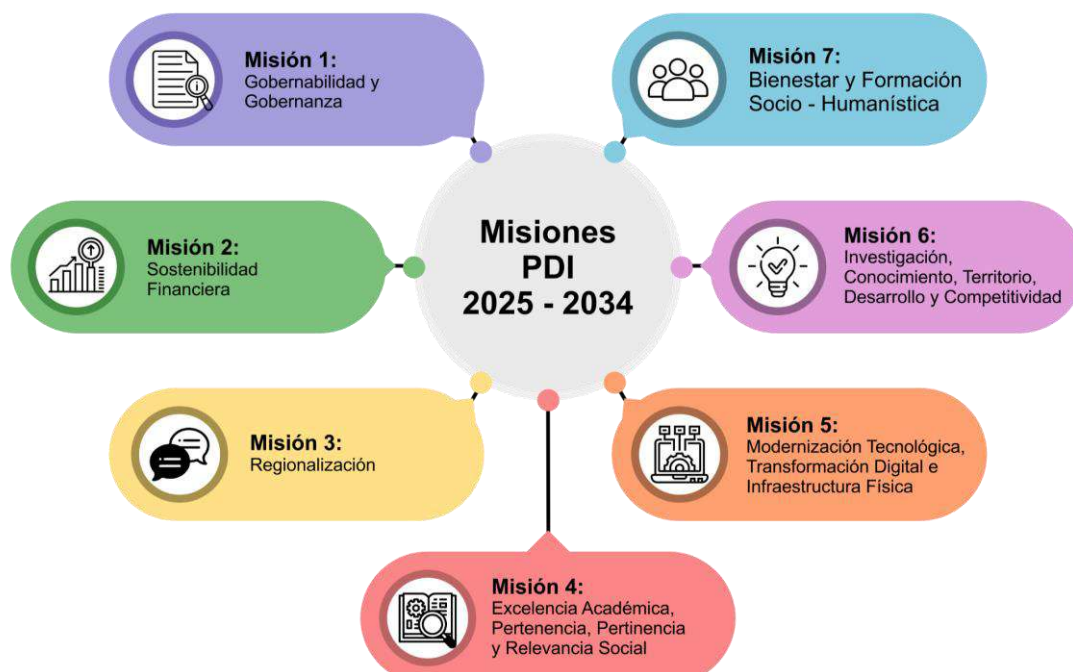 Misiones
PDI
2025 - 2034
Misión 1:
Gobernabilidad y
Gobernanza
Misión 2:
Sostenibilidad
Financiera
Misión 3:
Regionalización
Misión 4:
Excelencia Académica,
Pertenencia, Pertinencia
y Relevancia Social
Misión 5:
Modernización Tecnológica,
Transformación Digital e
Infraestructura Física
Misión 6:
Investigación,
Conocimiento, Territorio,
Desarrollo y Competitividad
Misión 7:
Bienestar y Formación
Socio - Humanística